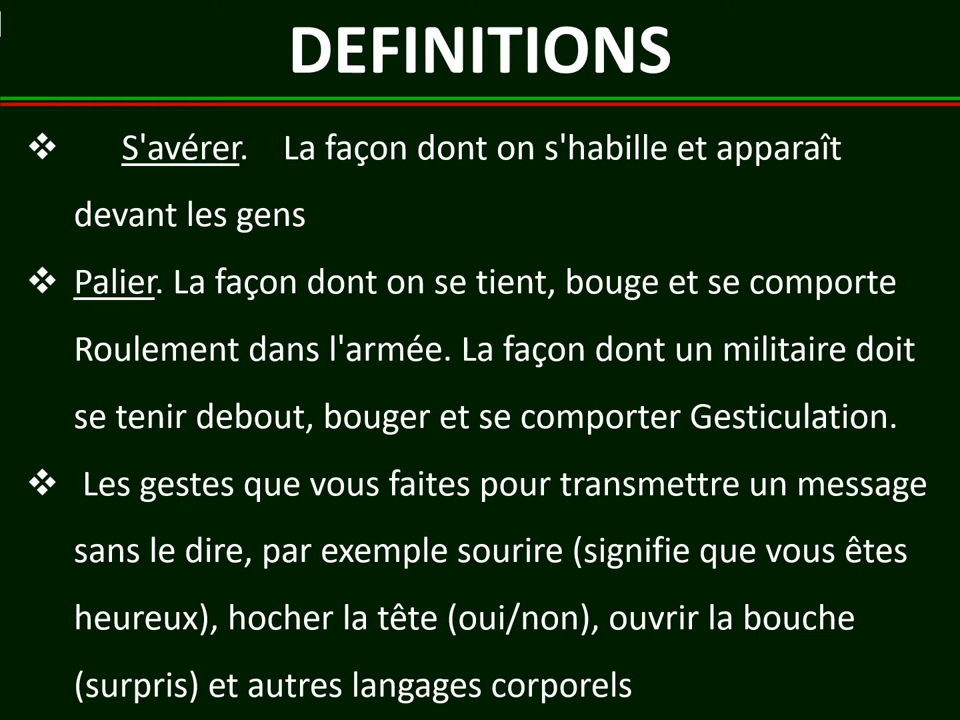 DEFINITIONS
❖ S'avérer. La façon dont on s'habille et apparaît
devant les gens
❖ Palier. La façon dont on se tient, bouge et se comporte
Roulement dans l'armée. La façon dont un militaire doit
se tenir debout, bouger et se comporter Gesticulation.
❖ Les gestes que vous faites pour transmettre un message
sans le dire, par exemple sourire (signifie que vous êtes
heureux), hocher la tête (oui/non), ouvrir la bouche
(surpris) et autres langages corporels